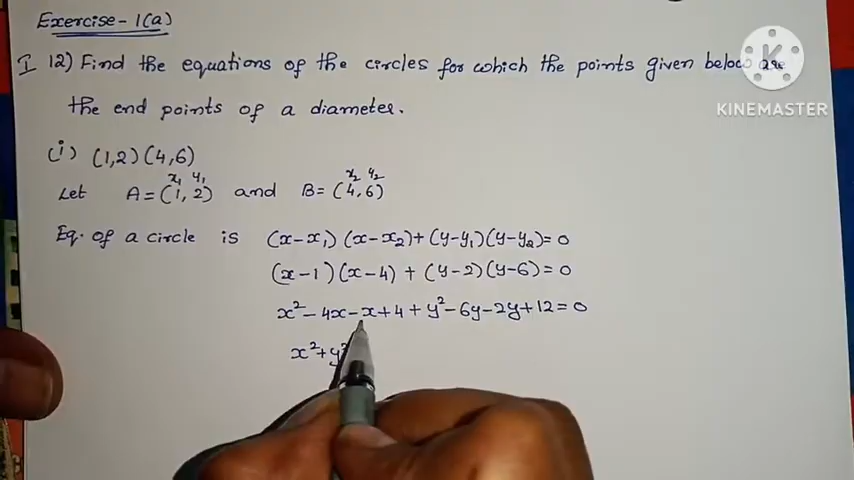 Exercise-1(a)
I 12) Find the equations of the circles for which the points given below are
the end points of a diameter.
K
KINEMASTER
(i) (1,2) (4,6)
x₁ y₁ x₂ y₂
Let A = (1, 2) and B = (4, 6)
Eq. of a circle is (x-x₁) (x-x₂)+(y-y₁)(y-y₂)=0
(x-1)(x-4) + (y-2)(y-6)=0
x²-4x-x+4+y²-6y-2y+12=0
x²+y²